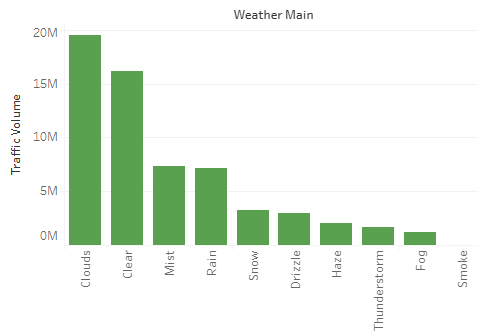 Weather Main
Traffic Volume
20M
15M
10M
5M
0M
Clouds
Clear
Mist
Rain
Snow
Drizzle
Haze
Thunderstorm
Fog
Smoke